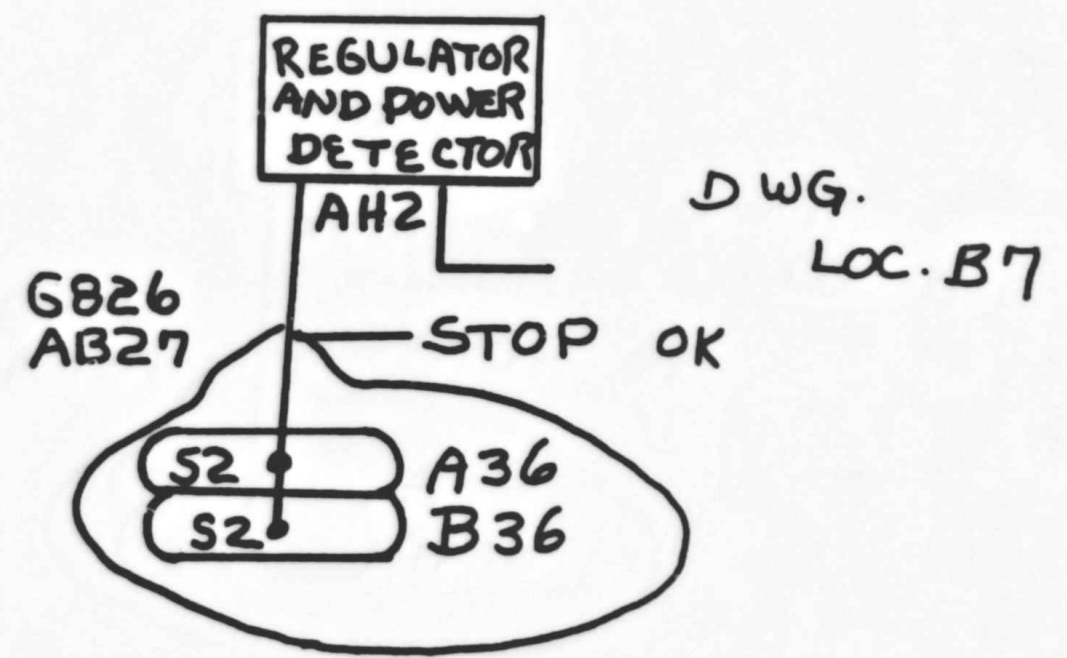 REGULATOR
AND POWER
DETECTOR
AH2
DWG.
LOC. B7
G826
AB27
STOP OK
S2 A36
S2 B36